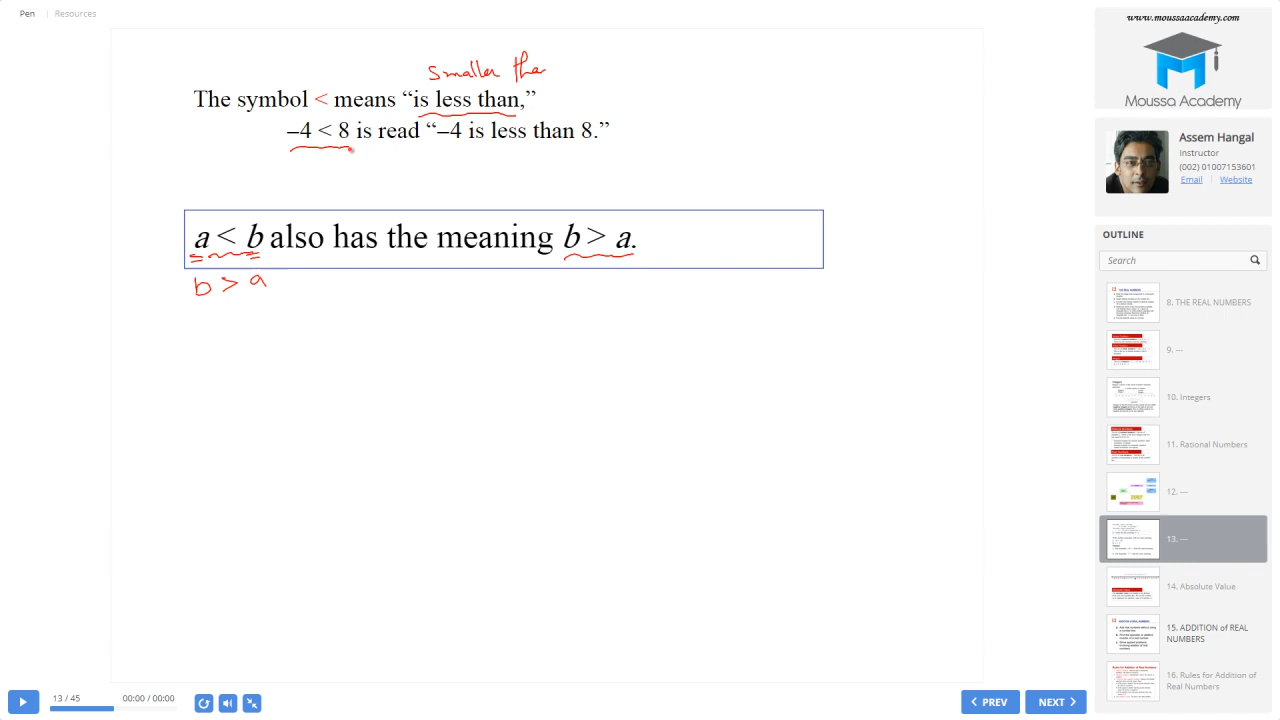 Pen
Resources
smaller the
The symbol < means “is less than,”
–4 < 8 is read “–4 is less than 8.”
a < b also has the meaning b > a.
b > a
13 / 45
00:00 / 00:00
PREV
NEXT
www.moussaacademy.com
Moussa Academy
Assem Hangal
Instructor
(002) 01007153601
Email
Website
OUTLINE
Search
8. THE REAL NUMBERS
9. ---
10. Integers
11. Rational Numbers
12. ---
13. ---
14. Absolute Value
15. ADDITION of REAL
NUMBERS
16. Rules for Addition of
Real Numbers